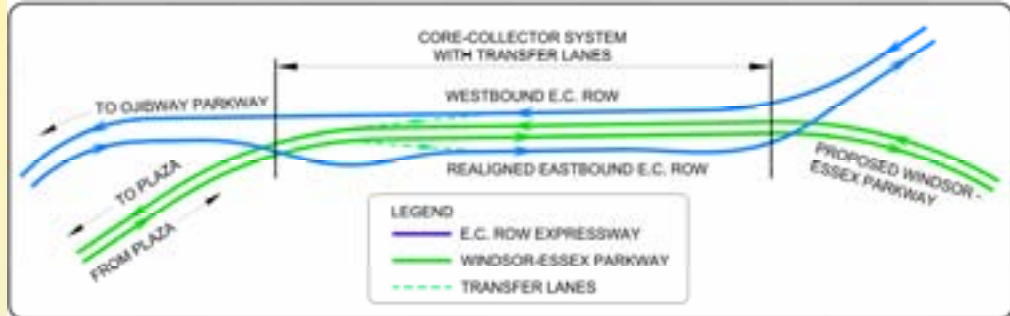 CORE-COLLECTOR SYSTEM
WITH TRANSFER LANES
TO OJIBWAY PARKWAY
WESTBOUND E.C. ROW
REALIGNED EASTBOUND E.C. ROW
PROPOSED WINDSOR -
ESSEX PARKWAY
TO PLAZA
FROM PLAZA
LEGEND
E.C. ROW EXPRESSWAY
WINDSOR-ESSEX PARKWAY
TRANSFER LANES